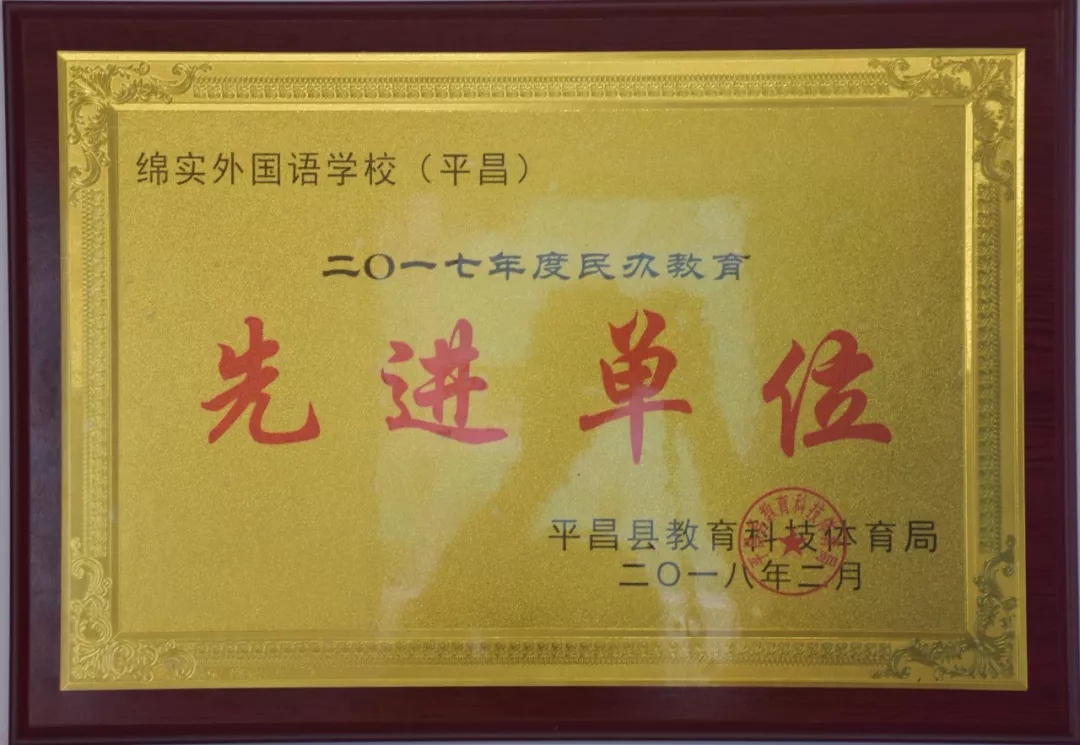 绵实外国语学校（平昌）
二〇一七年度民办教育
先进单位
平昌县教育科技体育局
二〇一八年二月